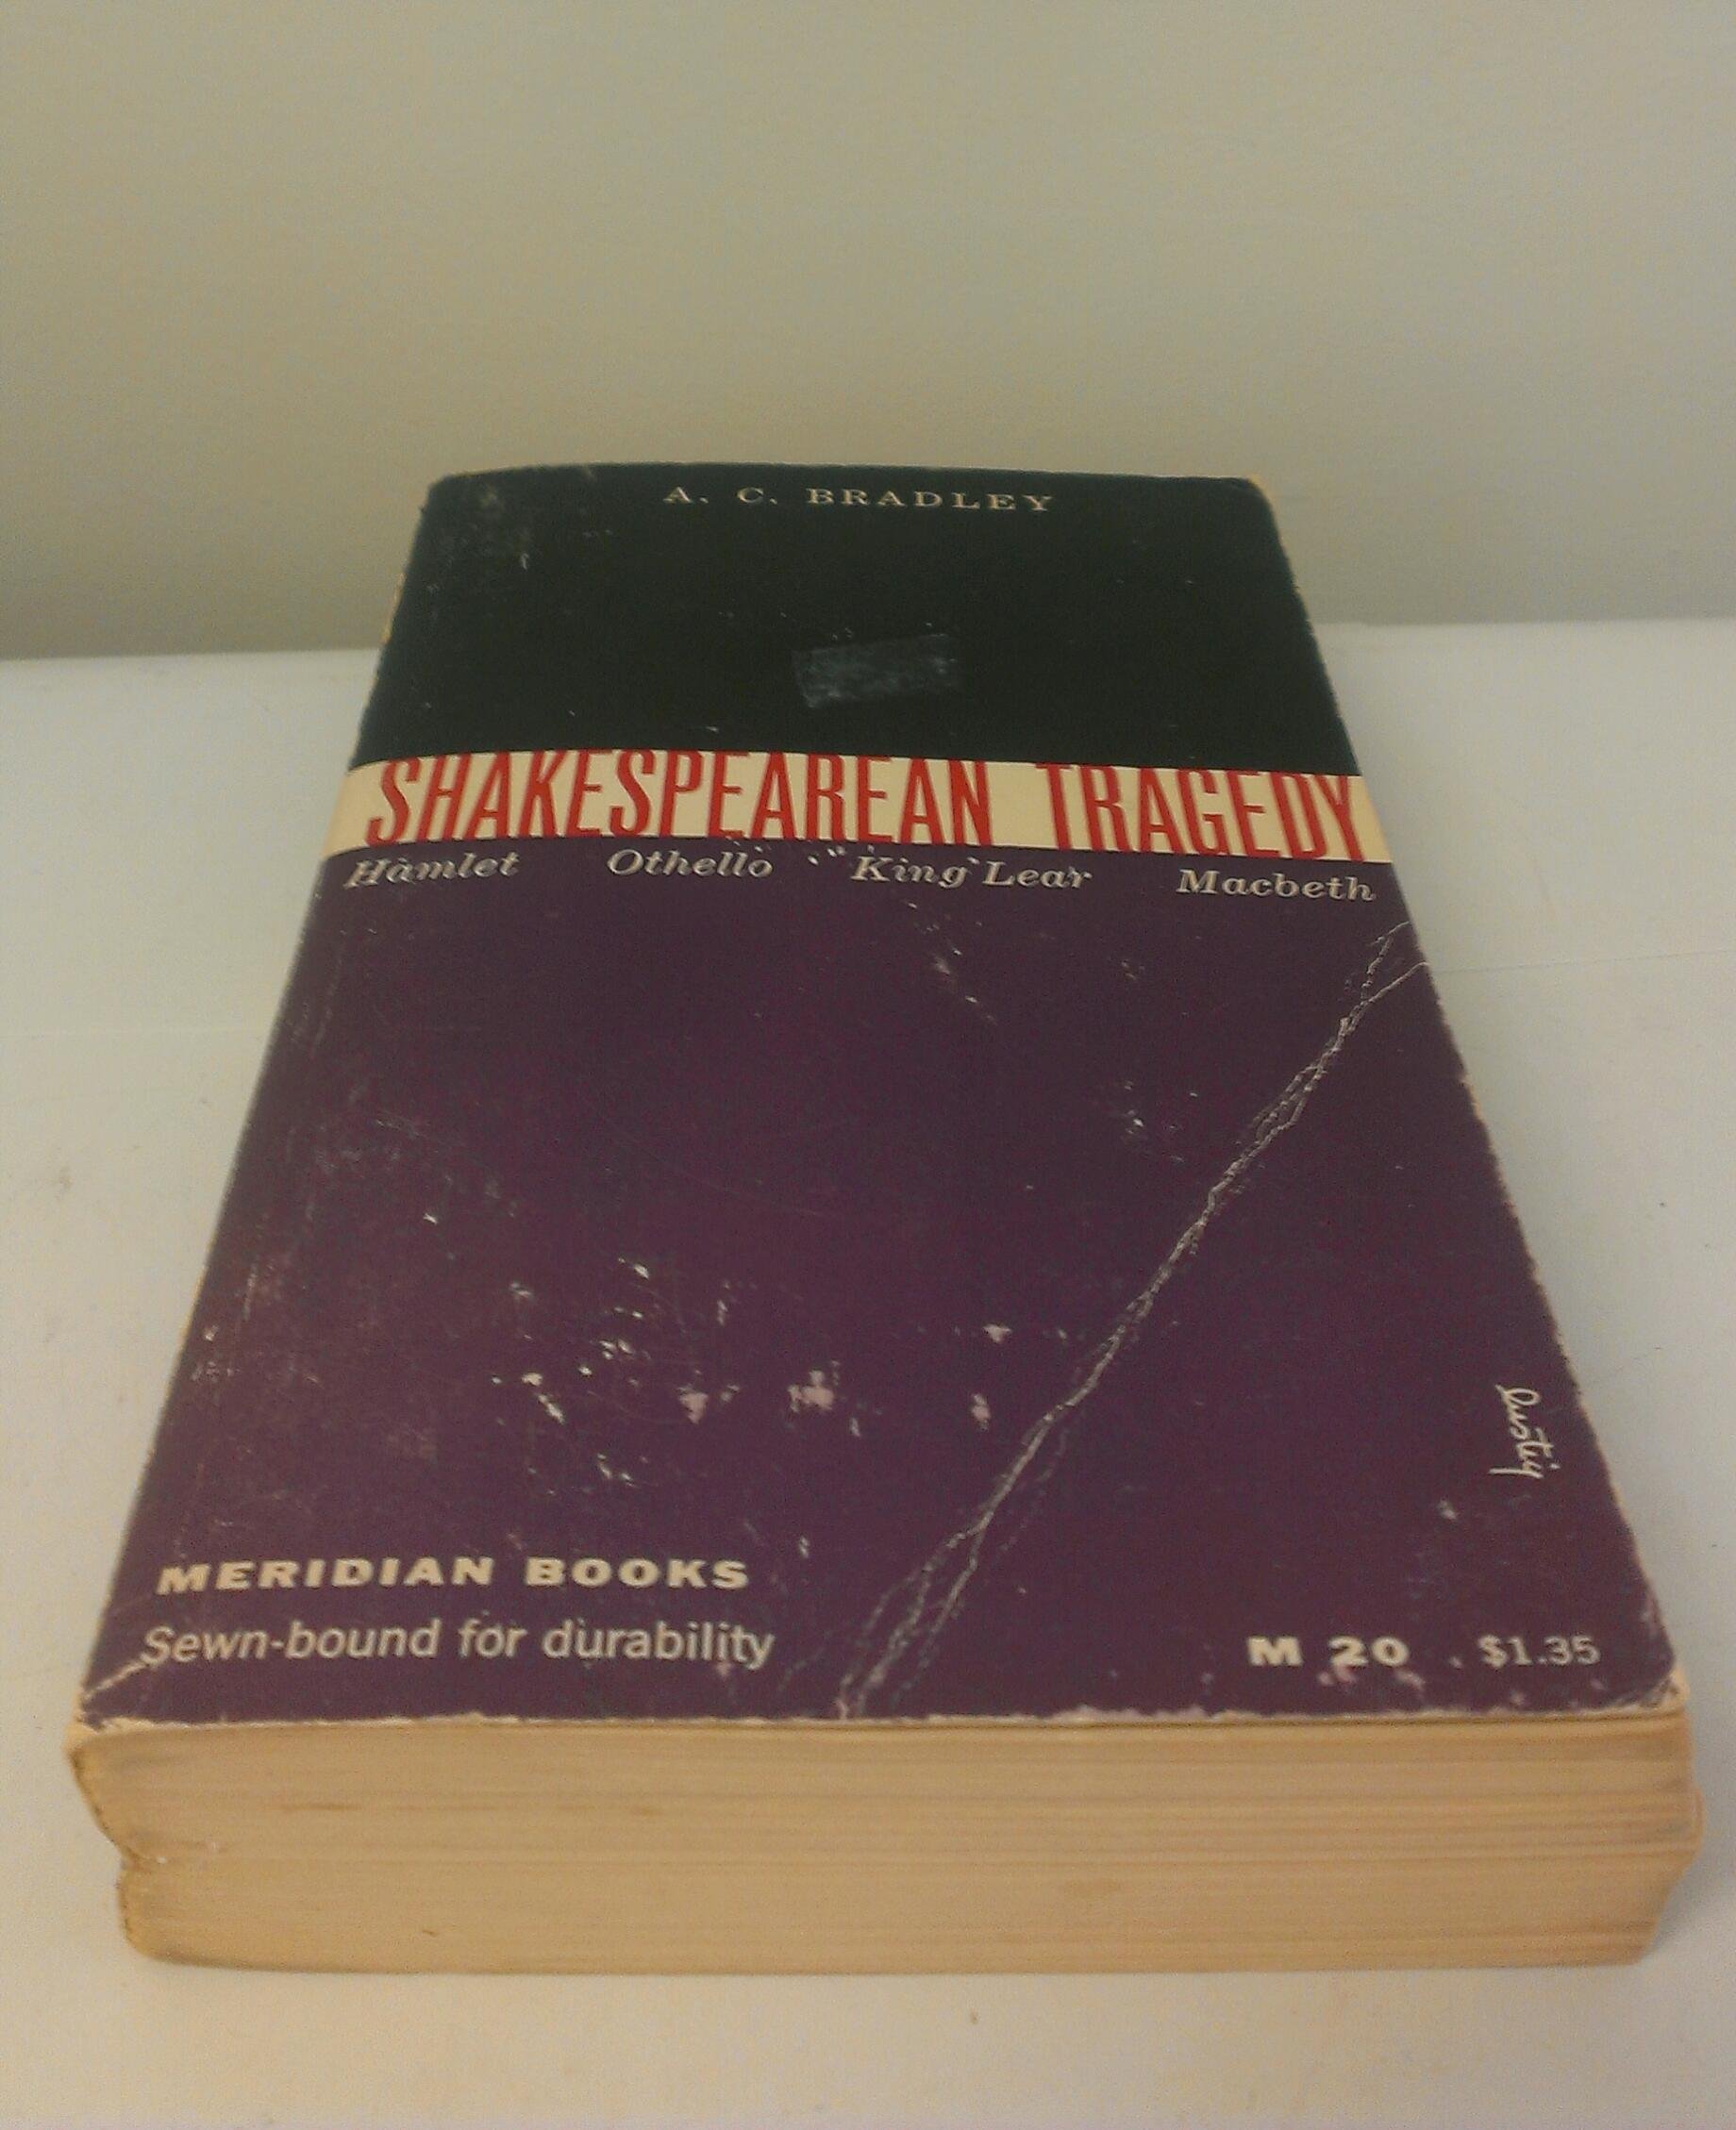 A. C. BRADLEY
SHAKESPEAREAN TRAGEDY
Hamlet Othello King Lear Macbeth
MERIDIAN BOOKS
Sewn-bound for durability
M 20 $1.35